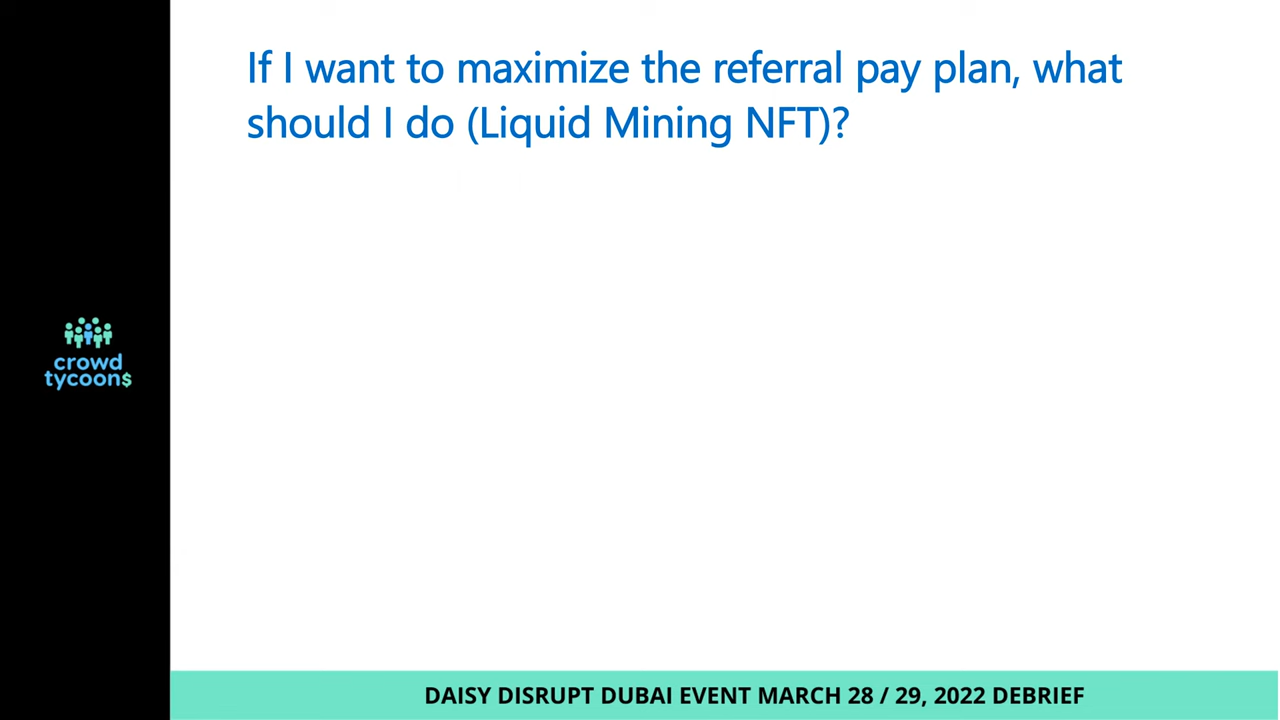 If I want to maximize the referral pay plan, what
should I do (Liquid Mining NFT)?
crowd
tycoon$
DAISY DISRUPT DUBAI EVENT MARCH 28 / 29, 2022 DEBRIEF